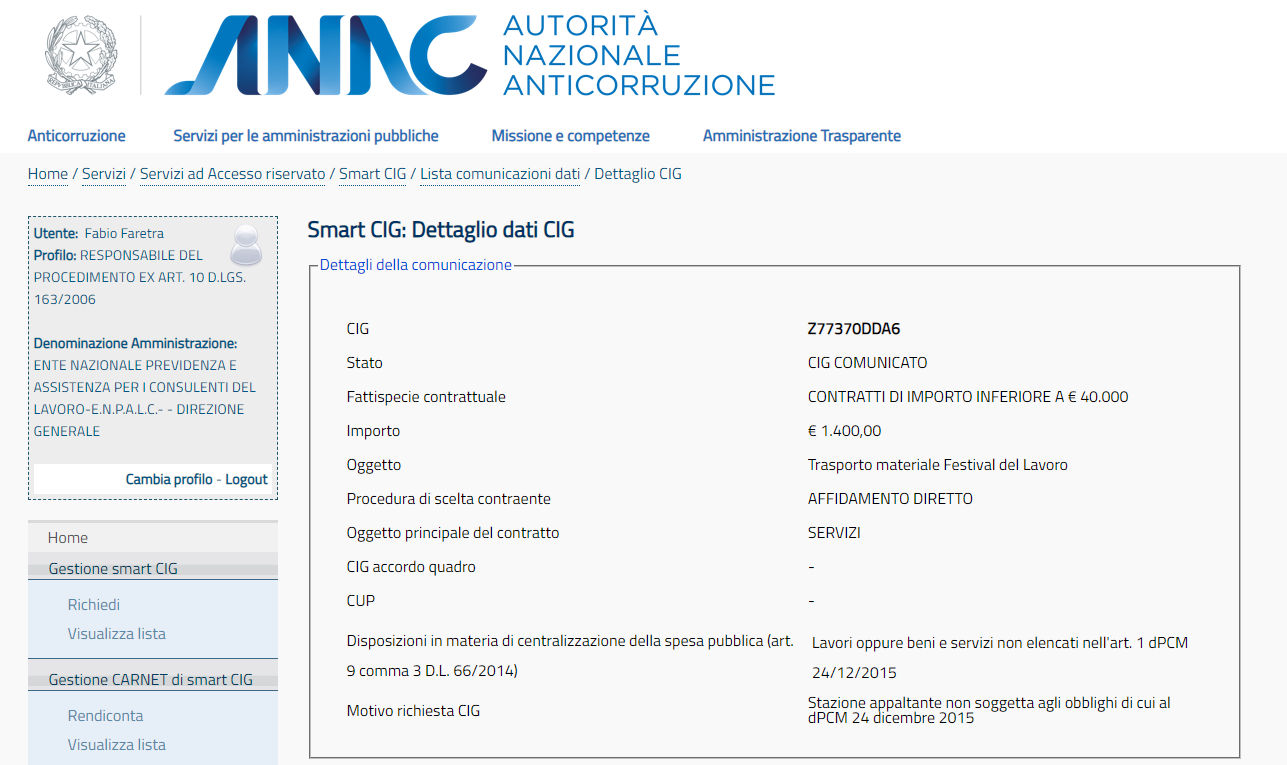 REPVBBLICA ITALIANA
ANAC
AUTORITÀ
NAZIONALE
ANTICORRUZIONE
Anticorruzione Servizi per le amministrazioni pubbliche Missione e competenze Amministrazione Trasparente
Home / Servizi / Servizi ad Accesso riservato / Smart CIG / Lista comunicazioni dati / Dettaglio CIG
Utente: Fabio Faretra
Profilo: RESPONSABILE DEL
PROCEDIMENTO EX ART. 10 D.LGS.
163/2006
Denominazione Amministrazione:
ENTE NAZIONALE PREVIDENZA E
ASSISTENZA PER I CONSULENTI DEL
LAVORO-E.N.P.A.L.C.- - DIREZIONE
GENERALE
Cambia profilo - Logout
Home
Gestione smart CIG
Richiedi
Visualizza lista
Gestione CARNET di smart CIG
Rendiconta
Visualizza lista
Smart CIG: Dettaglio dati CIG
Dettagli della comunicazione
CIG Z77370DDA6
Stato CIG COMUNICATO
Fattispecie contrattuale CONTRATTI DI IMPORTO INFERIORE A € 40.000
Importo € 1.400,00
Oggetto Trasporto materiale Festival del Lavoro
Procedura di scelta contraente AFFIDAMENTO DIRETTO
Oggetto principale del contratto SERVIZI
CIG accordo quadro -
CUP -
Disposizioni in materia di centralizzazione della spesa pubblica (art.
9 comma 3 D.L. 66/2014)
Lavori oppure beni e servizi non elencati nell'art. 1 dPCM
24/12/2015
Motivo richiesta CIG
Stazione appaltante non soggetta agli obblighi di cui al
dPCM 24 dicembre 2015